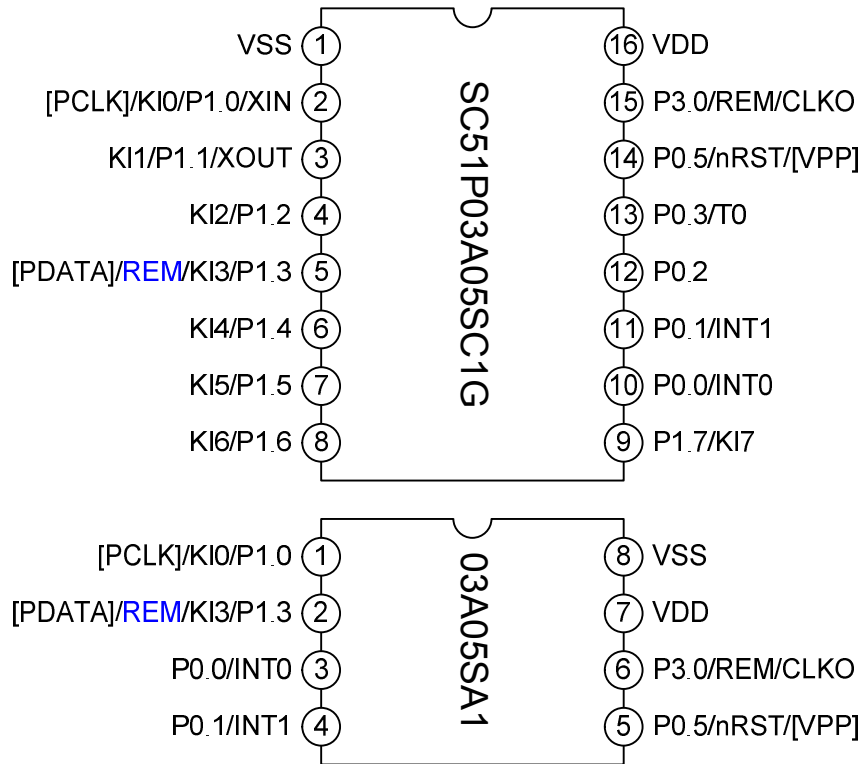 VSS 1
[PCLK]/KI0/P1.0/XIN 2
KI1/P1.1/XOUT 3
KI2/P1.2 4
[PDATA]/REM/KI3/P1.3 5
KI4/P1.4 6
KI5/P1.5 7
KI6/P1.6 8
SC51P03A05SC1G
16 VDD
15 P3.0/REM/CLKO
14 P0.5/nRST/[VPP]
13 P0.3/T0
12 P0.2
11 P0.1/INT1
10 P0.0/INT0
9 P1.7/KI7
[PCLK]/KI0/P1.0 1
[PDATA]/REM/KI3/P1.3 2
P0.0/INT0 3
P0.1/INT1 4
03A05SA1
8 VSS
7 VDD
6 P3.0/REM/CLKO
5 P0.5/nRST/[VPP]